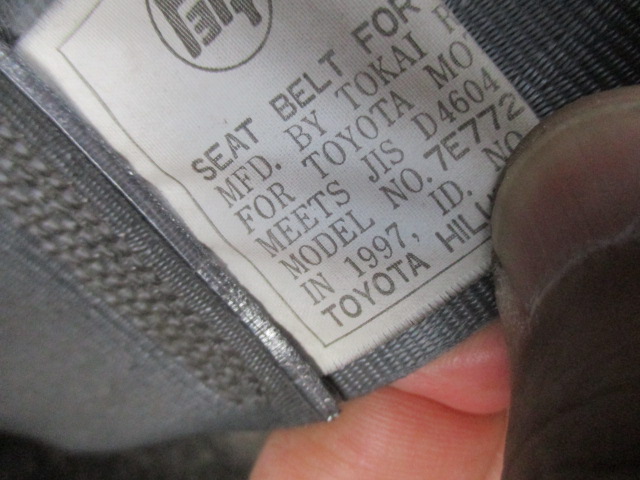 TEQ
SEAT BELT FOR
MFD. BY TOKAI
FOR TOYOTA MO
MEETS JIS D4604
MODEL NO. 7E772
IN 1997, ID. NO
TOYOTA